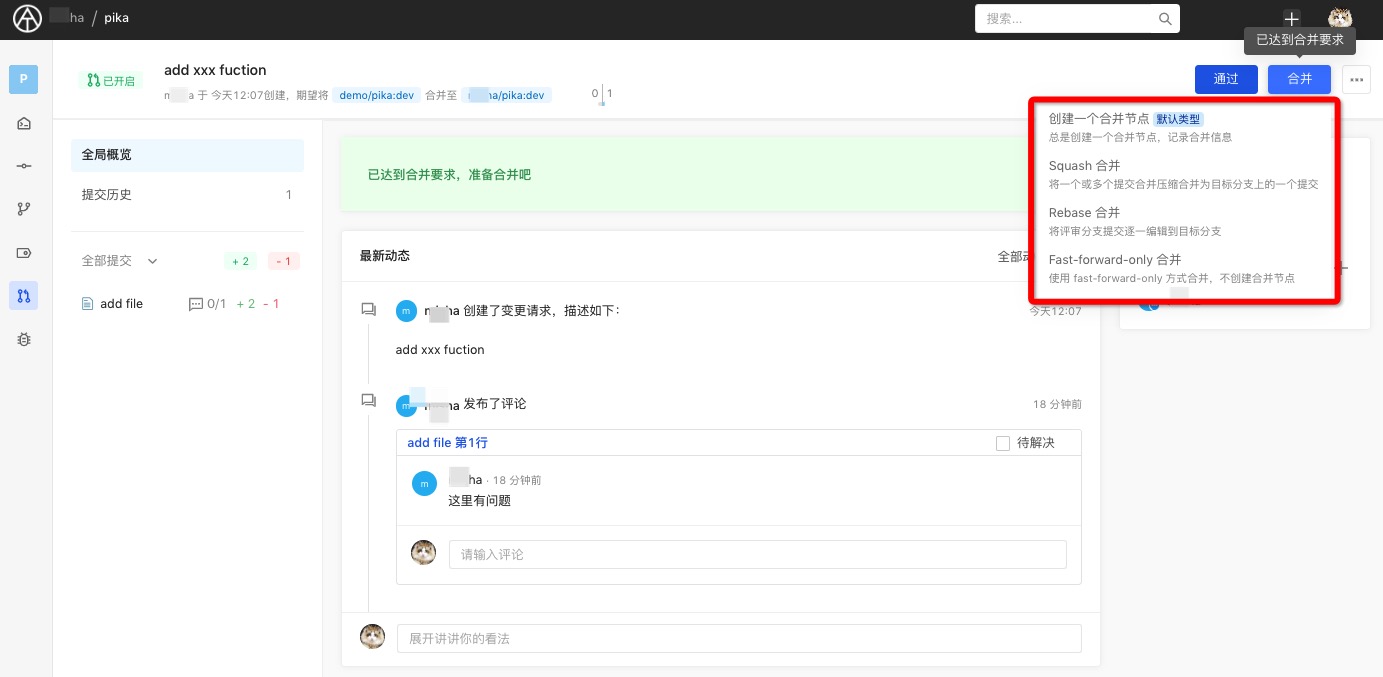 ha / pika
搜索...
已达到合并要求
P
已开启
add xxx fuction
a 于 今天12:07创建，期望将 demo/pika:dev 合并至 a/pika:dev
0 1
通过
合并
创建一个合并节点 默认类型
总是创建一个合并节点，记录合并信息
Squash 合并
将一个或多个提交合并压缩合并为目标分支上的一个提交
Rebase 合并
将评审分支提交逐一编辑到目标分支
Fast-forward-only 合并
使用 fast-forward-only 方式合并，不创建合并节点
全局概览
提交历史 1
全部提交 + 2 - 1
add file 0/1 + 2 - 1
已达到合并要求，准备合并吧
最新动态 全部
m 创建了变更请求，描述如下： 今天12:07
add xxx fuction
m 发布了评论 18 分钟前
add file 第1行 待解决
m ha · 18 分钟前
这里有问题
请输入评论
展开讲讲你的看法